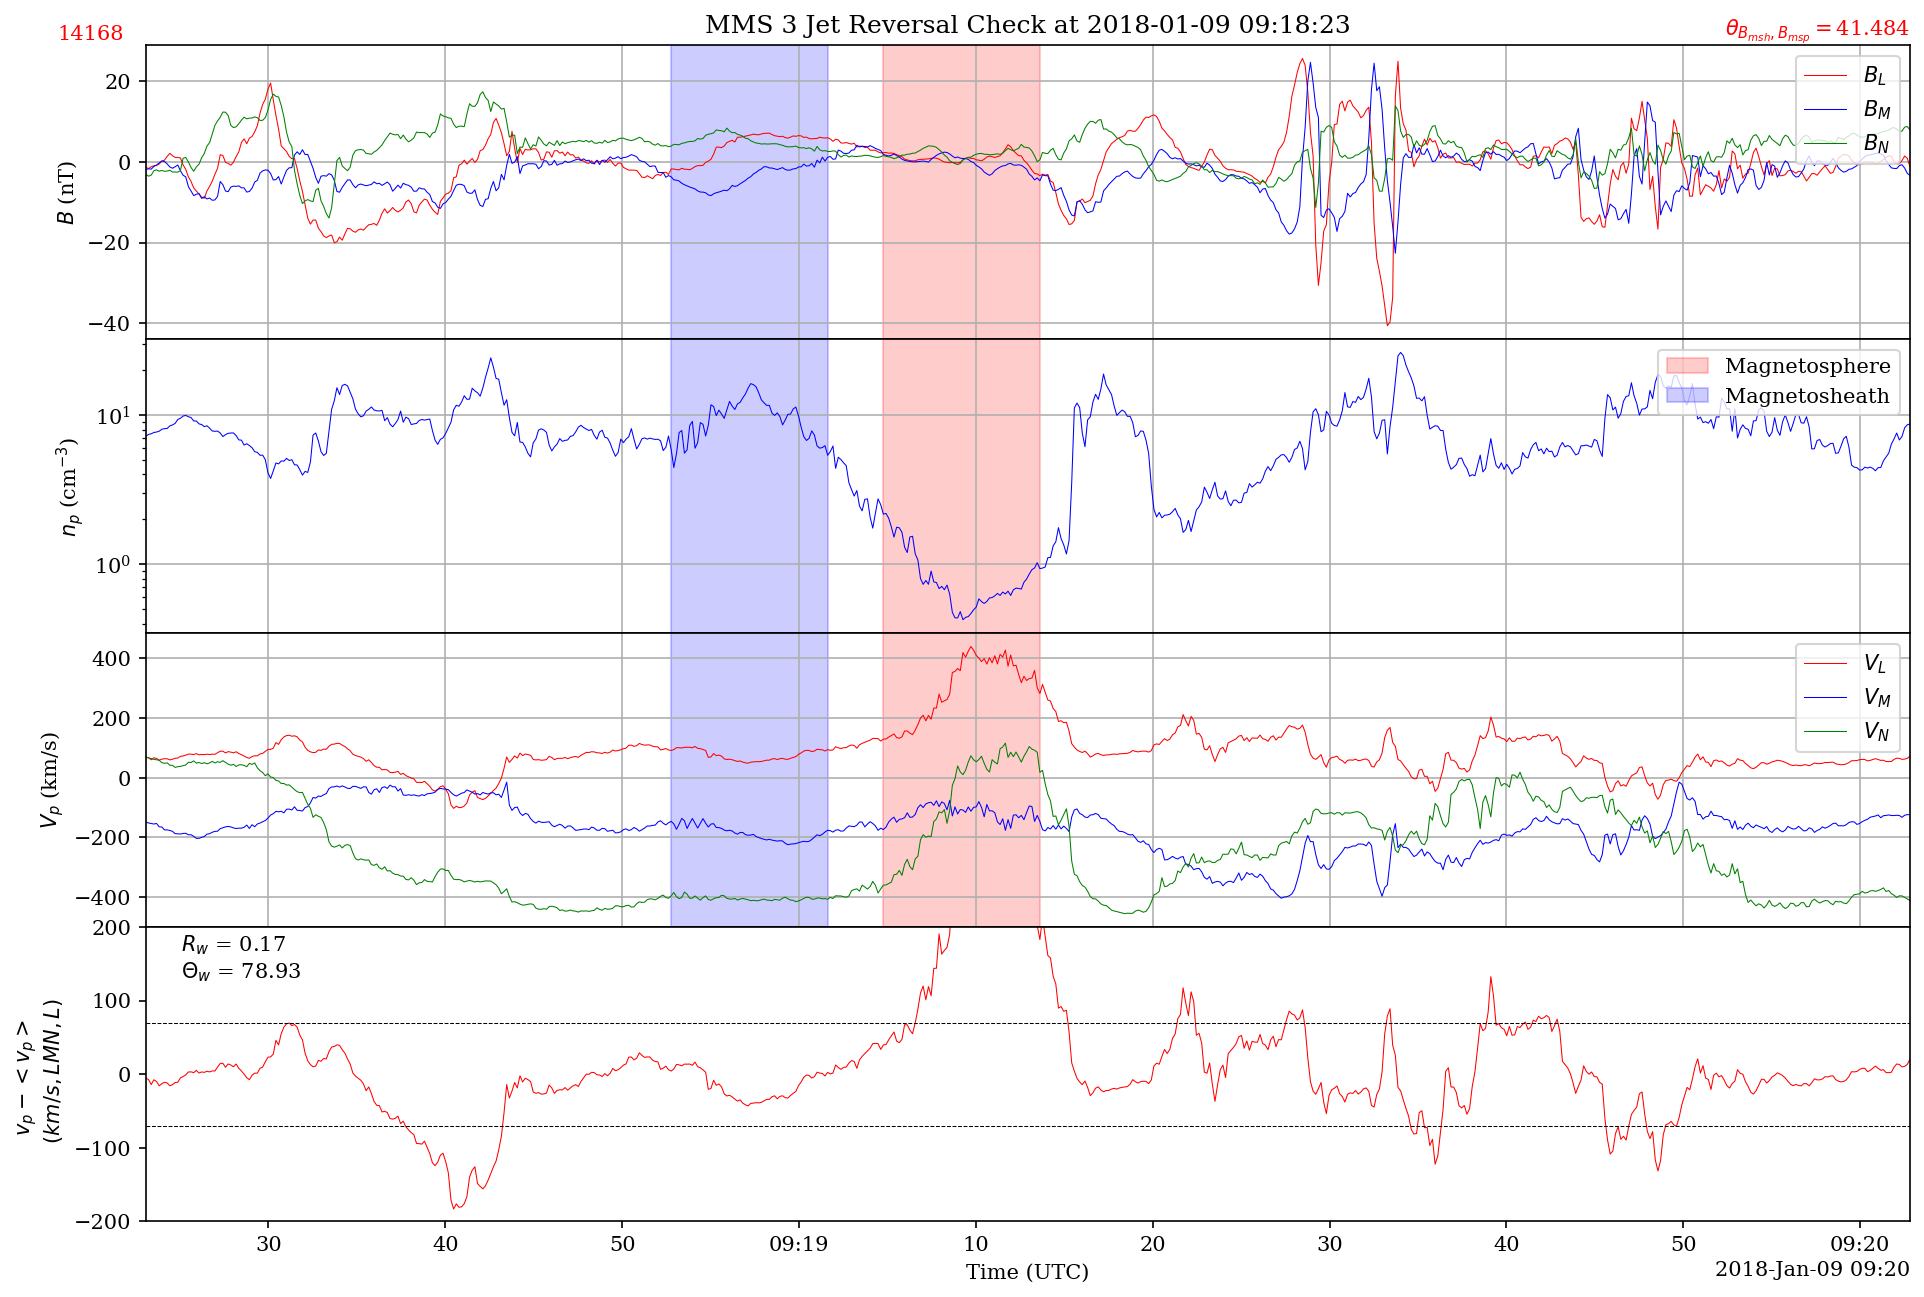 MMS 3 Jet Reversal Check at 2018-01-09 09:18:23
14168
θ_{B_{msh}, B_{msp}} = 41.484
20
0
−20
−40
B (nT)
B_L
B_M
B_N
10^1
10^0
n_p (cm^{−3})
Magnetosphere
Magnetosheath
400
200
0
−200
−400
V_p (km/s)
V_L
V_M
V_N
200
100
0
−100
−200
v_p − < v_p >
(km/s, LMN, L)
R_w = 0.17
Θ_w = 78.93
30 40 50 09:19 10 20 30 40 50 09:20
Time (UTC)
2018-Jan-09 09:20